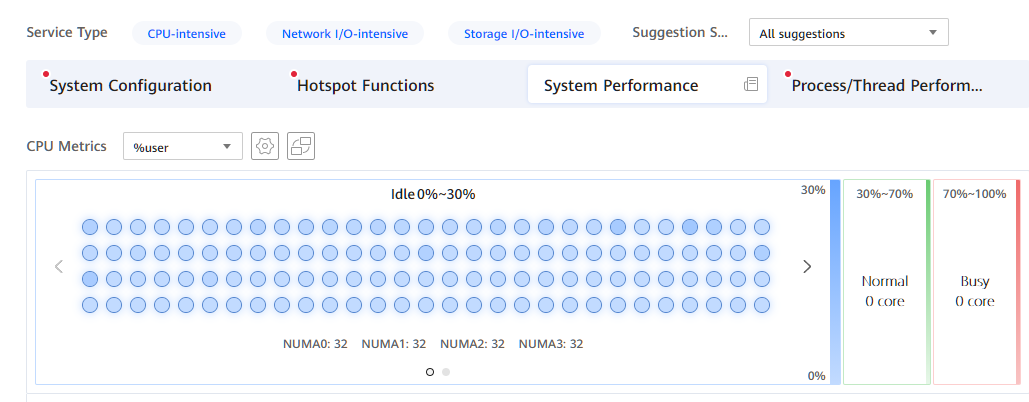 Service Type CPU-intensive Network I/O-intensive Storage I/O-intensive Suggestion S... All suggestions
System Configuration Hotspot Functions System Performance Process/Thread Perform...
CPU Metrics %user
Idle 0%~30% 30% 30%~70% 70%~100%
Normal Busy
0 core 0 core
NUMA0: 32 NUMA1: 32 NUMA2: 32 NUMA3: 32
0%